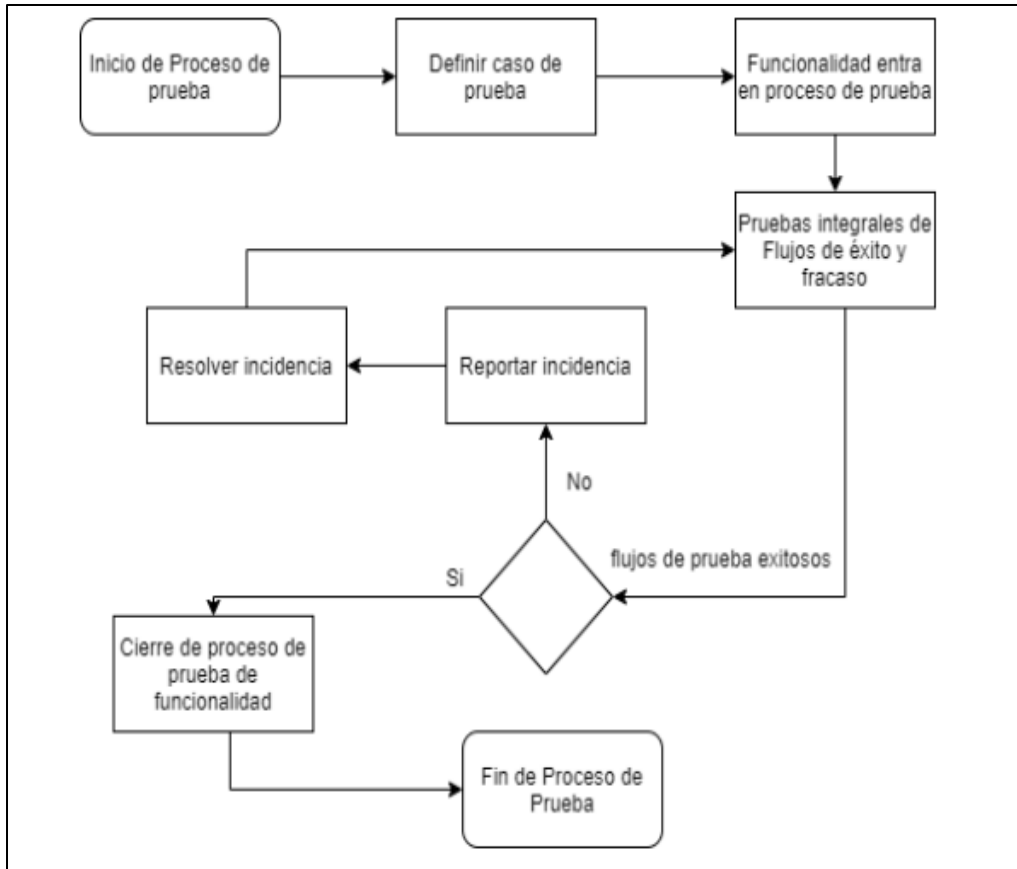 Inicio de Proceso de
prueba
Definir caso de
prueba
Funcionalidad entra
en proceso de prueba
Pruebas integrales de
Flujos de éxito y
fracaso
Resolver incidencia
Reportar incidencia
No
flujos de prueba exitosos
Si
Cierre de proceso de
prueba de
funcionalidad
Fin de Proceso de
Prueba